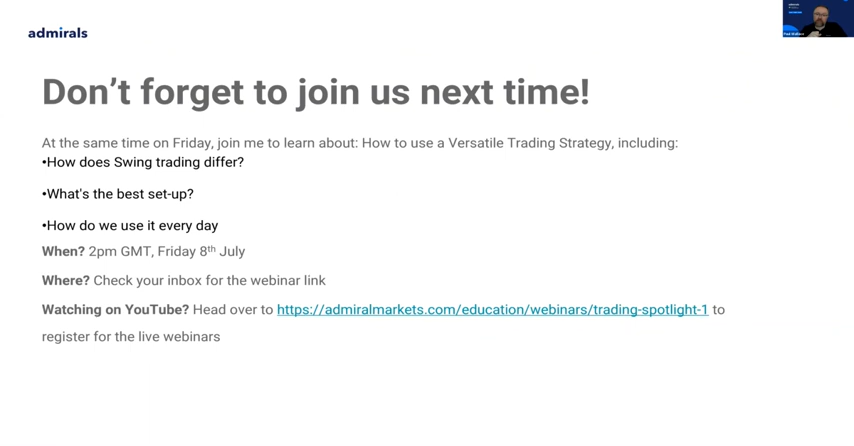 admirals
Don't forget to join us next time!
At the same time on Friday, join me to learn about: How to use a Versatile Trading Strategy, including:
•How does Swing trading differ?
•What's the best set-up?
•How do we use it every day
When? 2pm GMT, Friday 8th July
Where? Check your inbox for the webinar link
Watching on YouTube? Head over to https://admiralmarkets.com/education/webinars/trading-spotlight-1 to
register for the live webinars